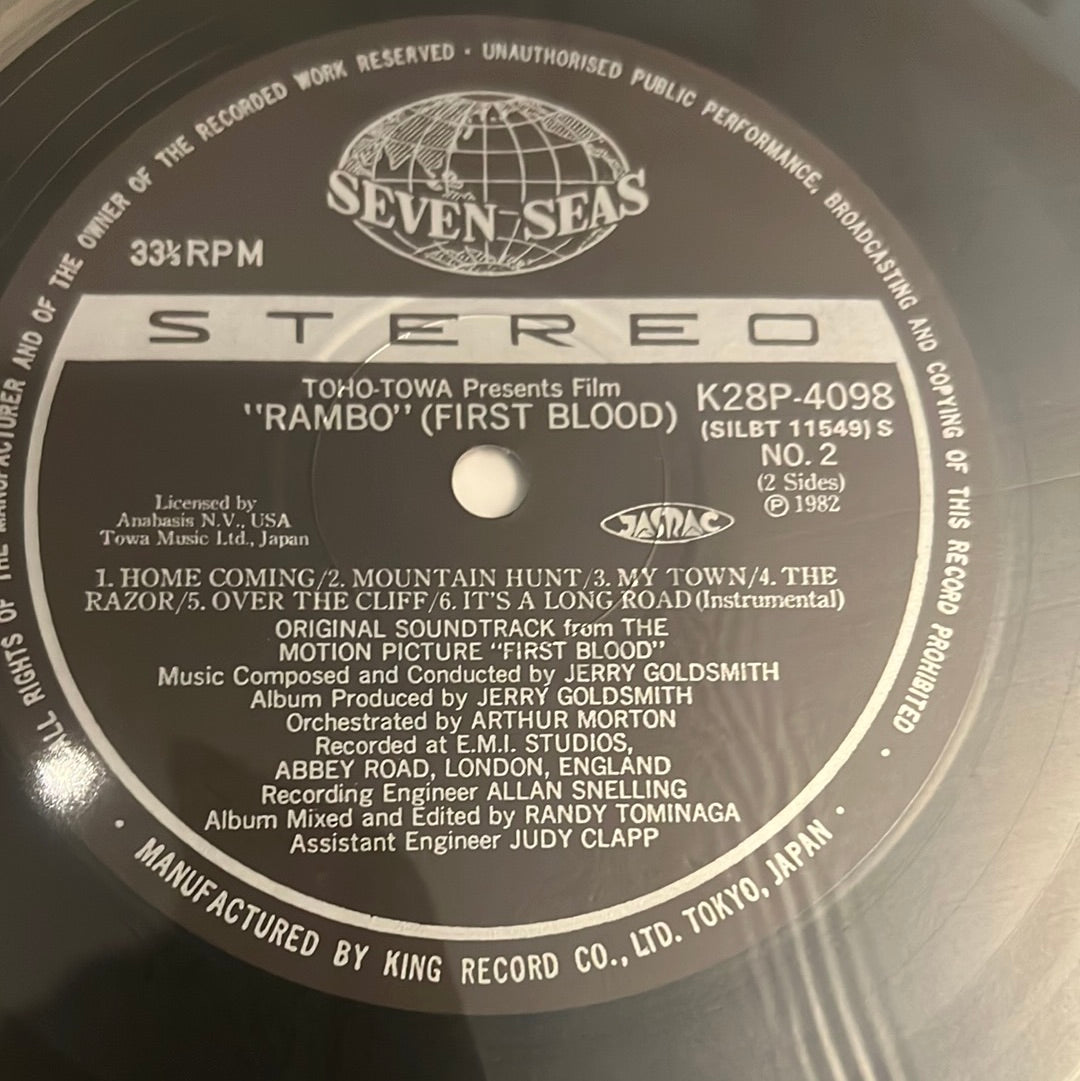 ALL RIGHTS OF THE MANUFACTURER AND OF THE OWNER OF THE RECORDED WORK RESERVED · UNAUTHORISED PUBLIC PERFORMANCE, BROADCASTING AND COPYING OF THIS RECORD PROHIBITED ·
SEVEN SEAS
33⅓RPM
STEREO
TOHO-TOWA Presents Film
"RAMBO" (FIRST BLOOD)
K28P-4098
(SILBT 11549) S
NO. 2
(2 Sides)
Ⓟ 1982
Licensed by
Anabasis N.V., USA
Towa Music Ltd., Japan
JASRAC
1. HOME COMING/2. MOUNTAIN HUNT/3. MY TOWN/4. THE
RAZOR/5. OVER THE CLIFF/6. IT'S A LONG ROAD (Instrumental)
ORIGINAL SOUNDTRACK from THE
MOTION PICTURE "FIRST BLOOD"
Music Composed and Conducted by JERRY GOLDSMITH
Album Produced by JERRY GOLDSMITH
Orchestrated by ARTHUR MORTON
Recorded at E.M.I. STUDIOS,
ABBEY ROAD, LONDON, ENGLAND
Recording Engineer ALLAN SNELLING
Album Mixed and Edited by RANDY TOMINAGA
Assistant Engineer JUDY CLAPP
· MANUFACTURED BY KING RECORD CO., LTD. TOKYO, JAPAN ·